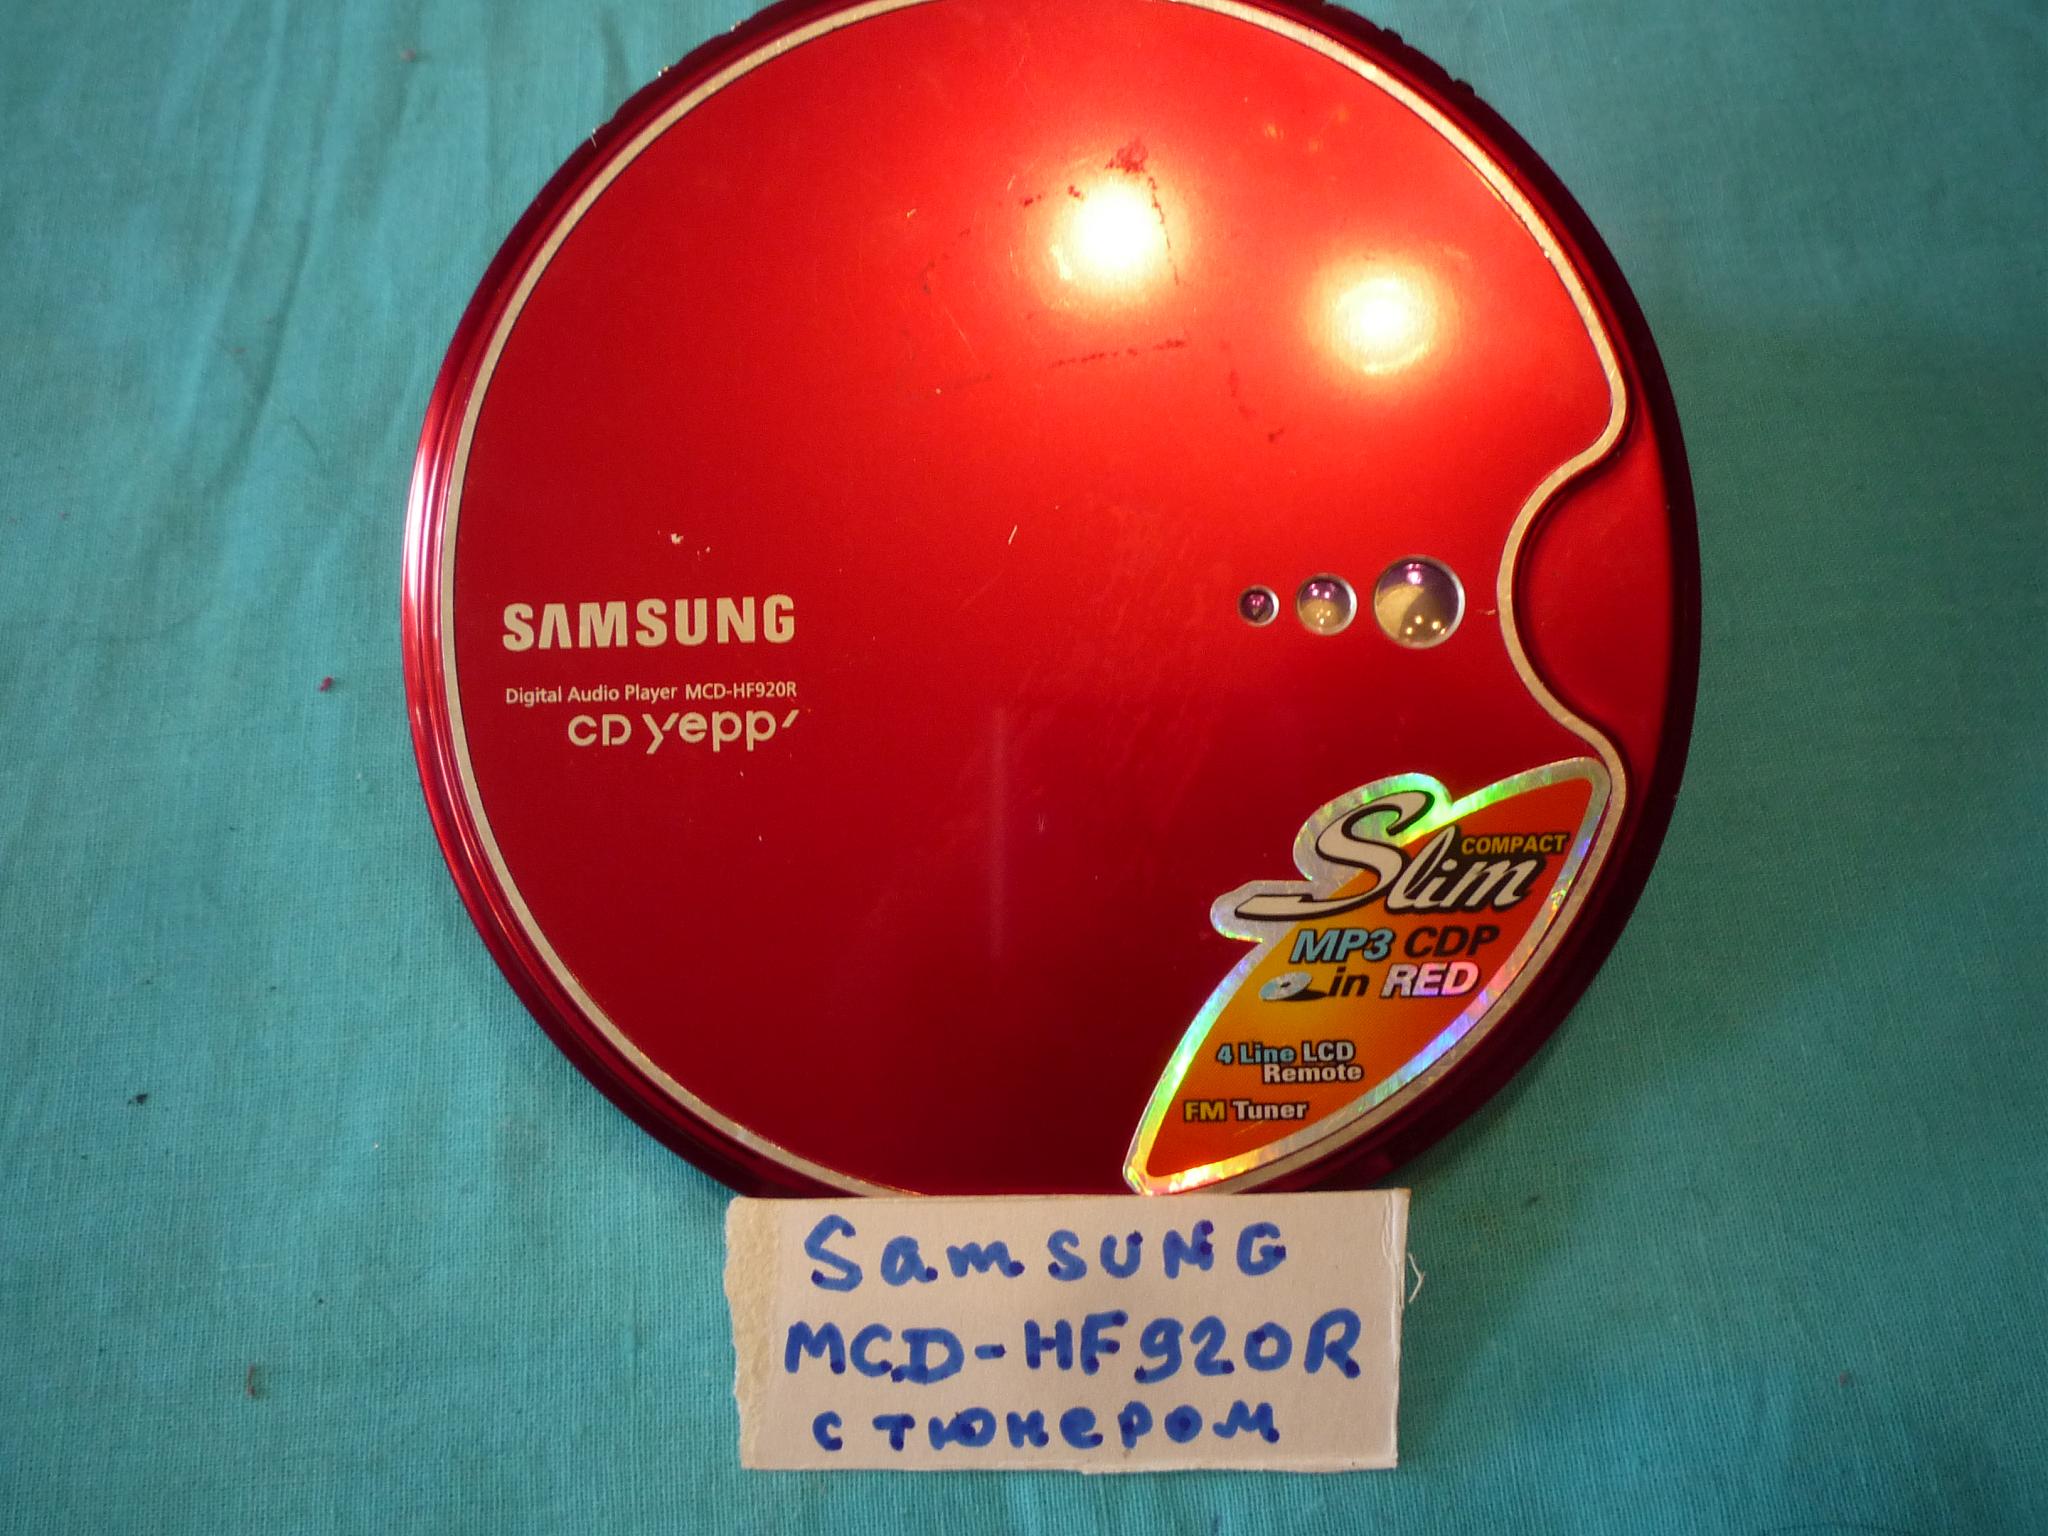 SAMSUNG
Digital Audio Player MCD-HF920R
CD yepp'
COMPACT
Slim
MP3 CDP
in RED
4 Line LCD
Remote
FM Tuner
SamSUNG
MCD-HF920R
с тюнером